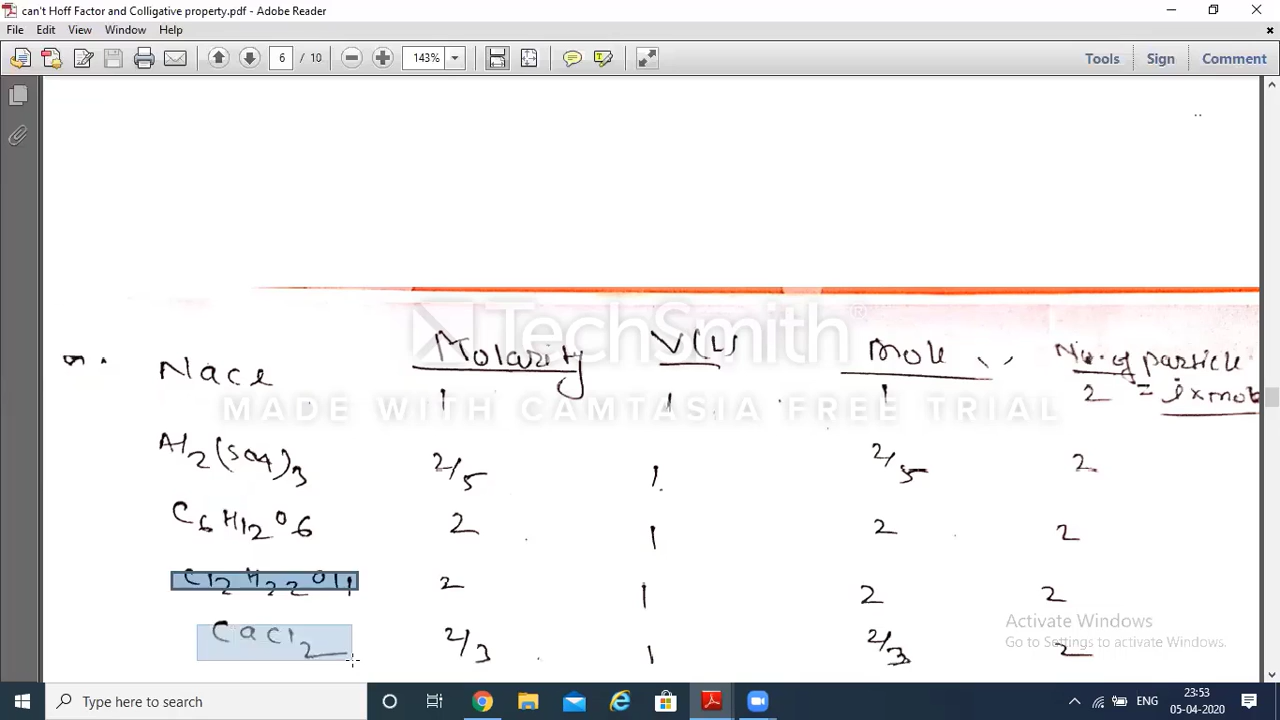 can't Hoff Factor and Colligative property.pdf - Adobe Reader
File Edit View Window Help
6 / 10 143% Tools Sign Comment
TechSmith
MADE WITH CAMTASIA FREE TRIAL
Molarity V(L) Mole No. of particle
NaCl 1 1 1 2 = i x mole
Al2(SO4)3 2/5 1 2/5 2
C6H12O6 2 1 2 2
C12H22O11 2 1 2 2
CaCl2 2/3 1 2/3 2
Activate Windows
Go to Settings to activate Windows.
Type here to search
ENG
23:53
05-04-2020